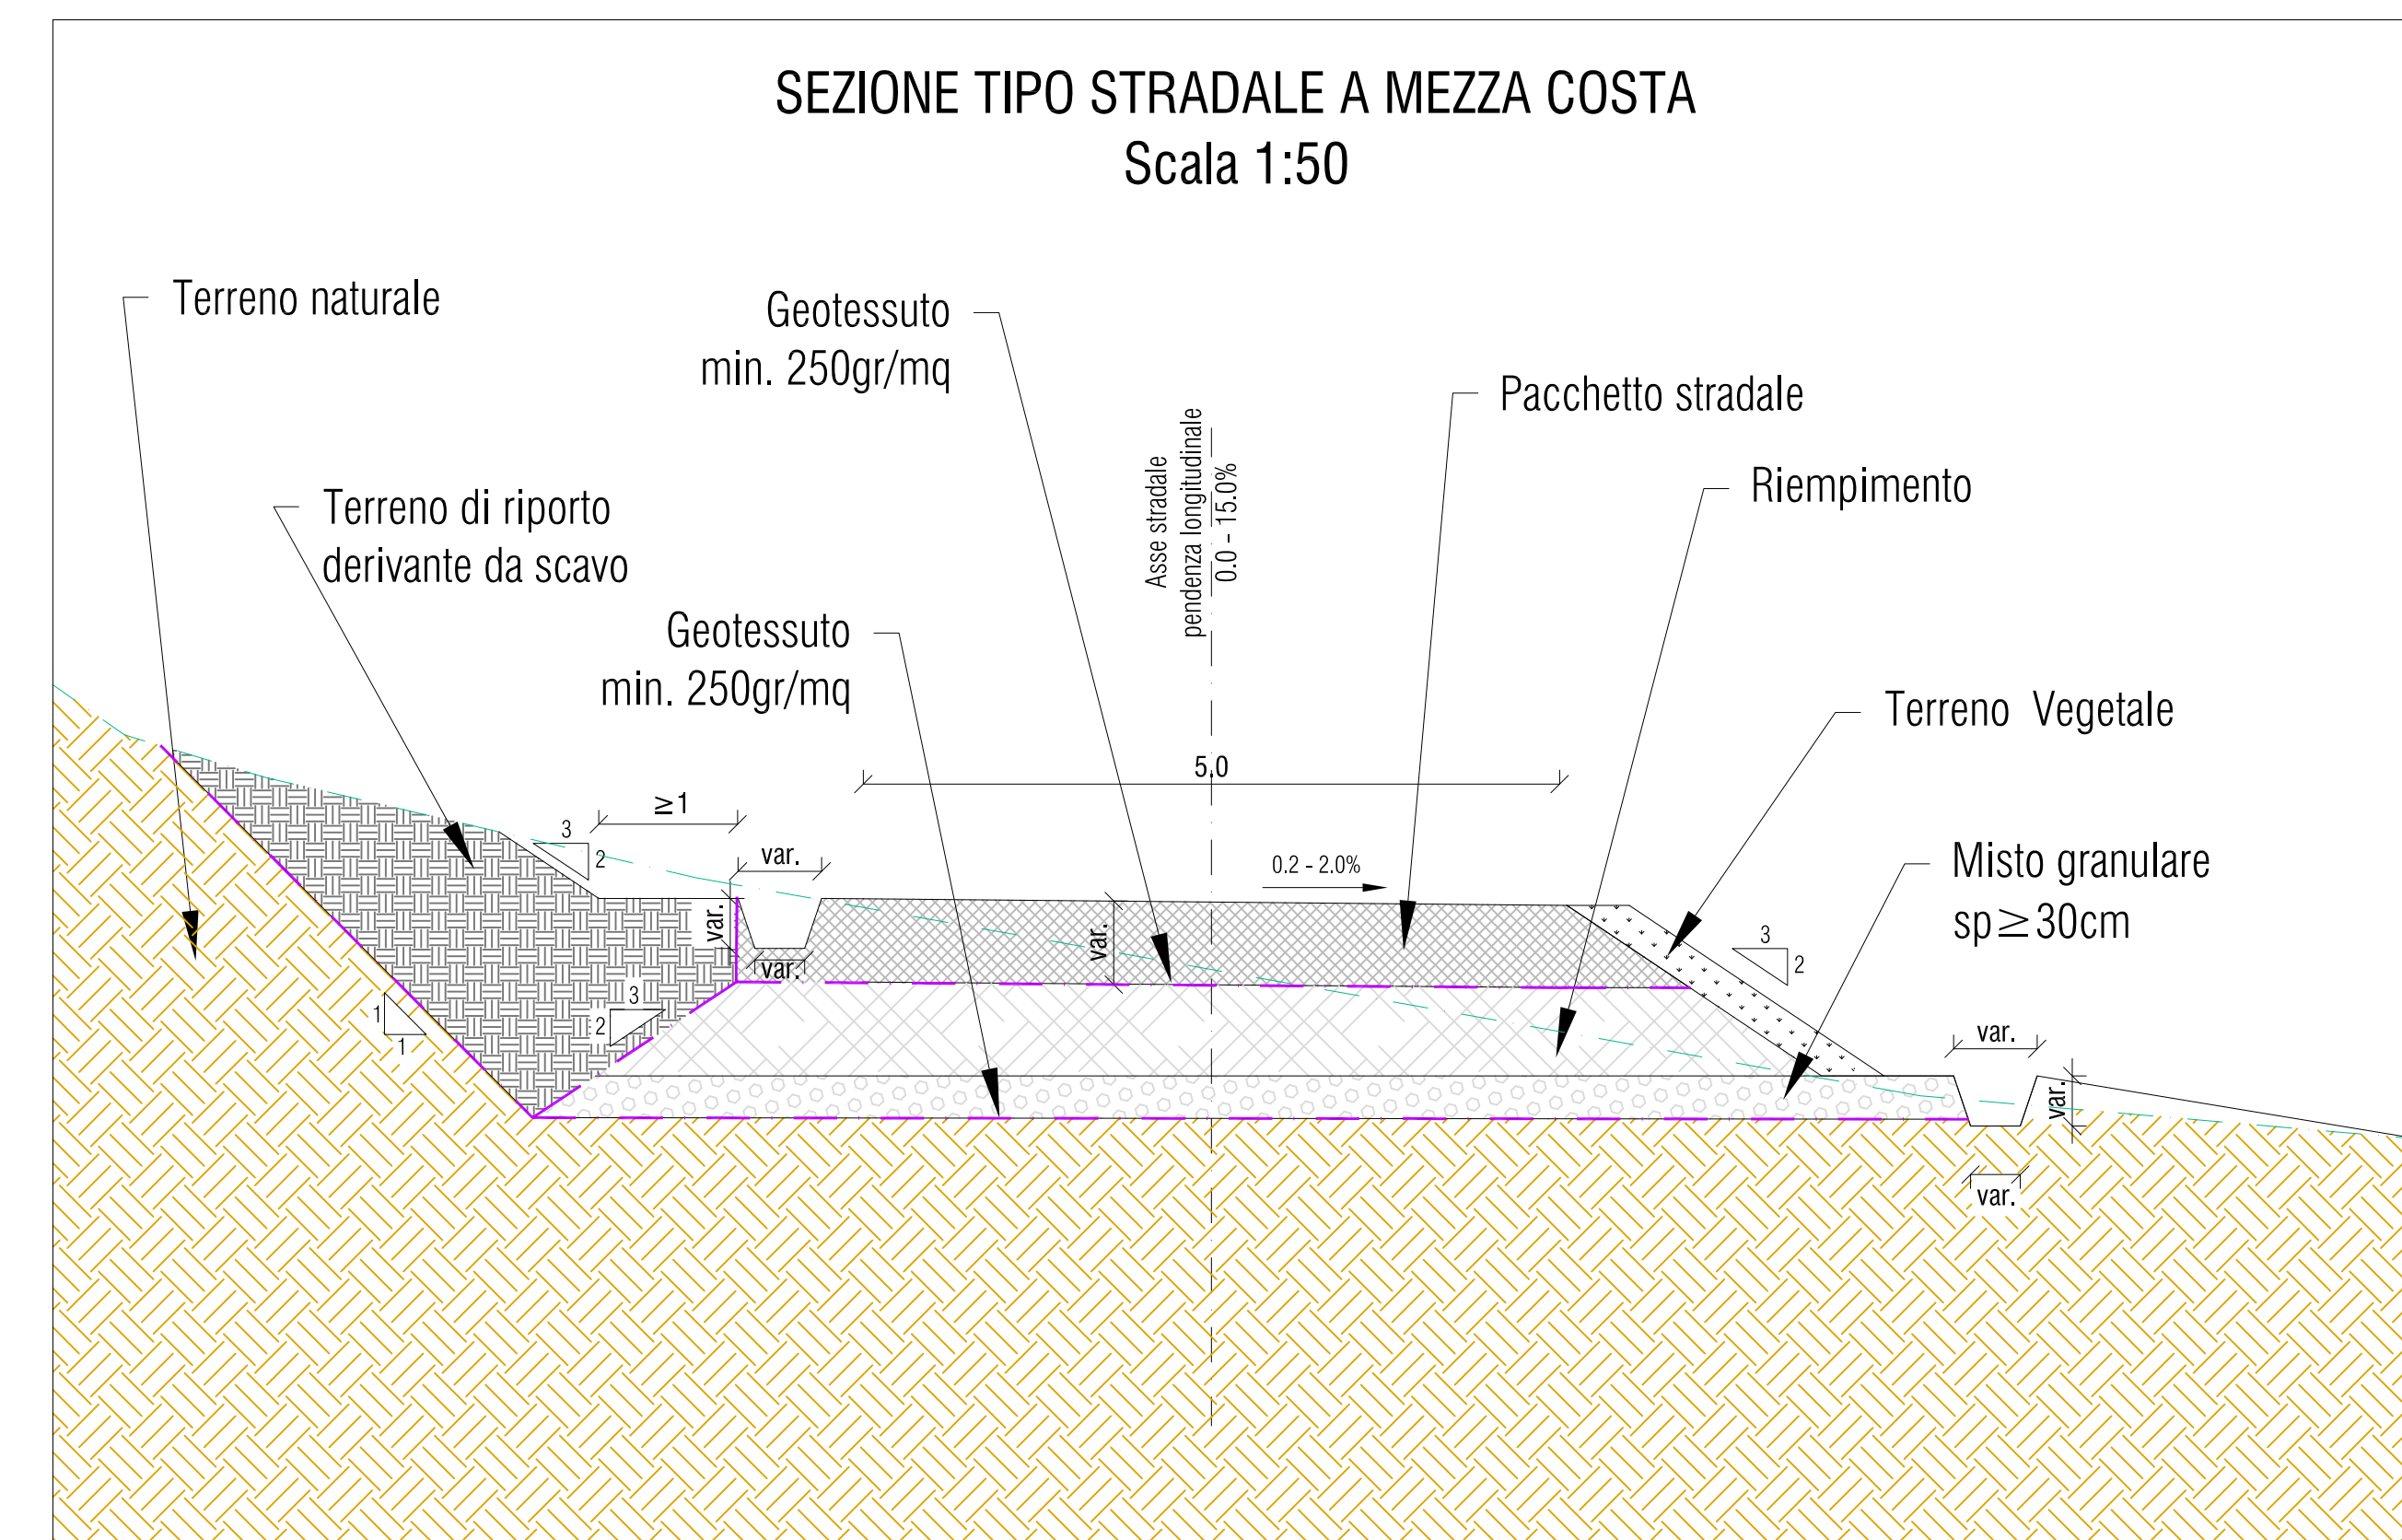 SEZIONE TIPO STRADALE A MEZZA COSTA
Scala 1:50
Terreno naturale
Geotessuto
min. 250gr/mq
Pacchetto stradale
Asse stradale
pendenza longitudinale
0.0 - 15.0%
Riempimento
Terreno di riporto
derivante da scavo
Geotessuto
min. 250gr/mq
Terreno Vegetale
5.0
≥1
3
2
var.
0.2 - 2.0%
Misto granulare
sp≥30cm
var.
var.
var.
3
2
3
2
1
1
var.
var.
var.